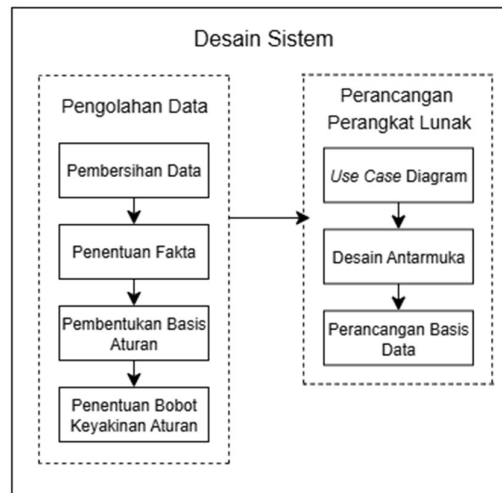 Desain Sistem
Pengolahan Data
Pembersihan Data
Penentuan Fakta
Pembentukan Basis
Aturan
Penentuan Bobot
Keyakinan Aturan
Perancangan
Perangkat Lunak
Use Case Diagram
Desain Antarmuka
Perancangan Basis
Data